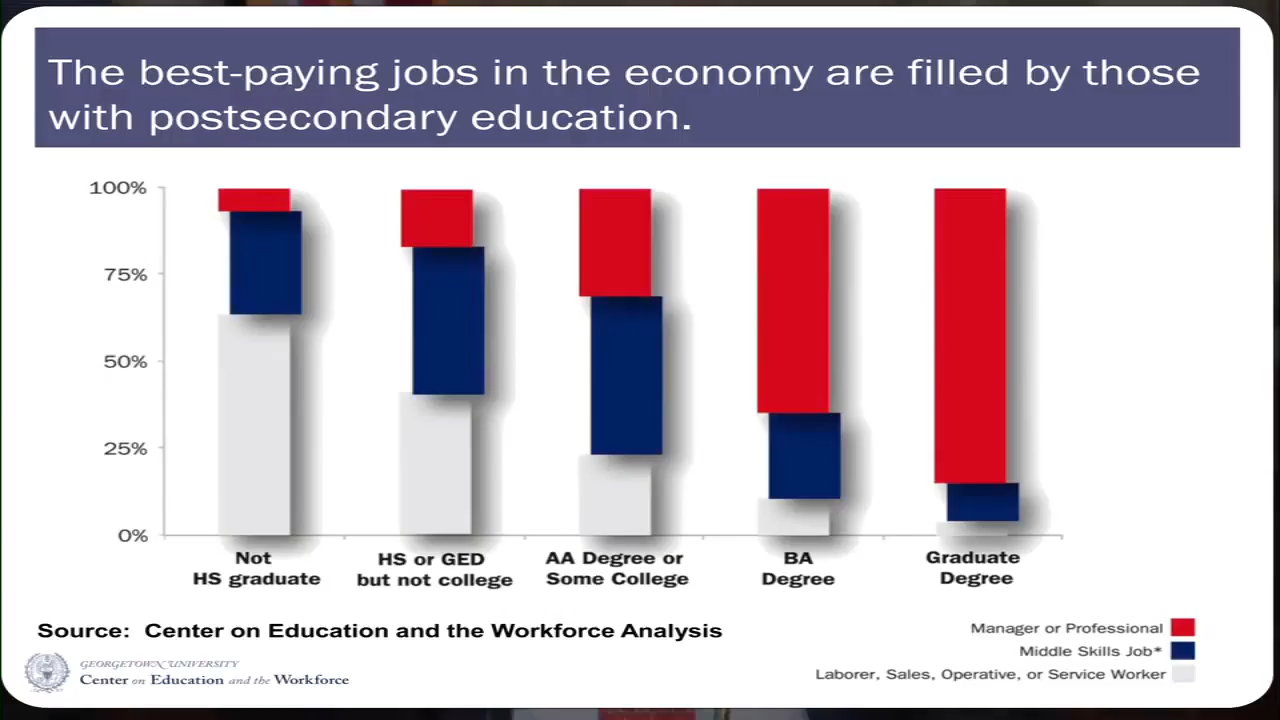 The best-paying jobs in the economy are filled by those
with postsecondary education.
100%
75%
50%
25%
0%
Not
HS graduate
HS or GED
but not college
AA Degree or
Some College
BA
Degree
Graduate
Degree
Source: Center on Education and the Workforce Analysis
GEORGETOWN UNIVERSITY
Center on Education and the Workforce
Manager or Professional
Middle Skills Job*
Laborer, Sales, Operative, or Service Worker